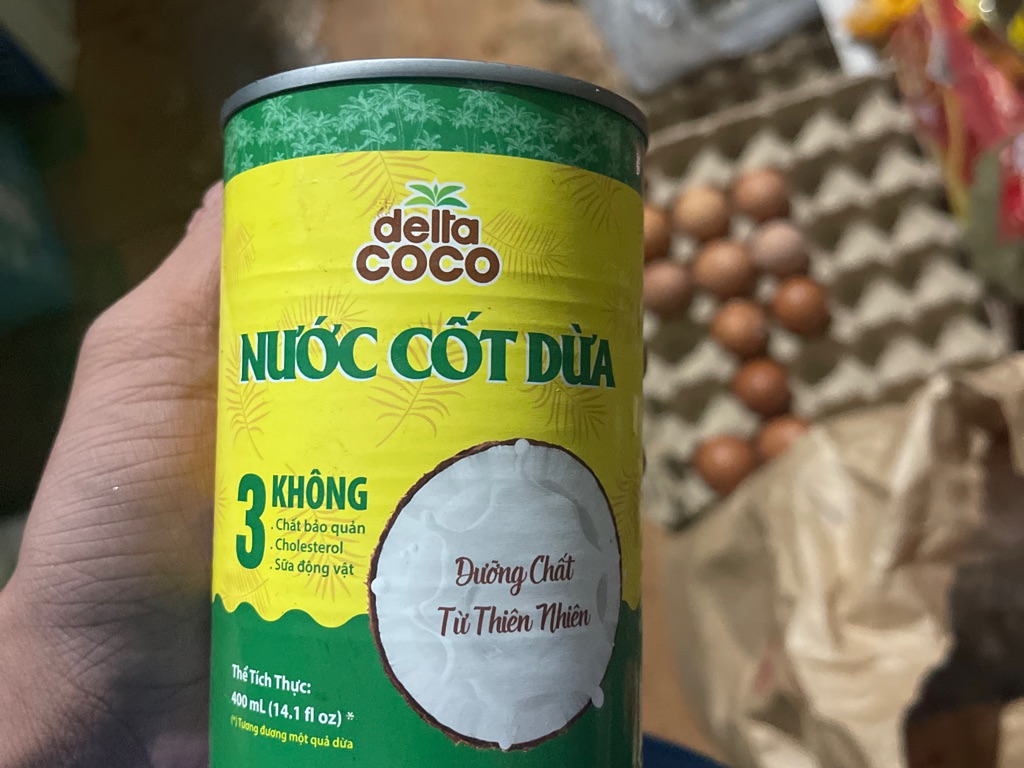 delta
COCO
NƯỚC CỐT DỪA
3 KHÔNG
. Chất bảo quản
. Cholesterol
. Sữa động vật
Dưỡng Chất
Từ Thiên Nhiên
Thể Tích Thực:
400 mL (14.1 fl oz) *
(*) Tương đương một quả dừa